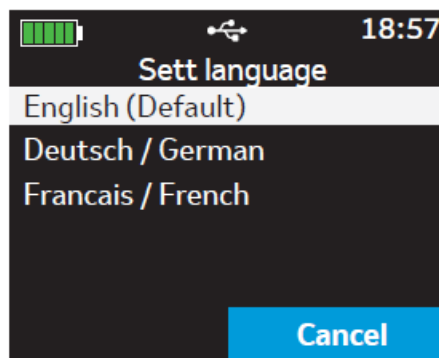 18:57
Sett language
English (Default)
Deutsch / German
Francais / French
Cancel